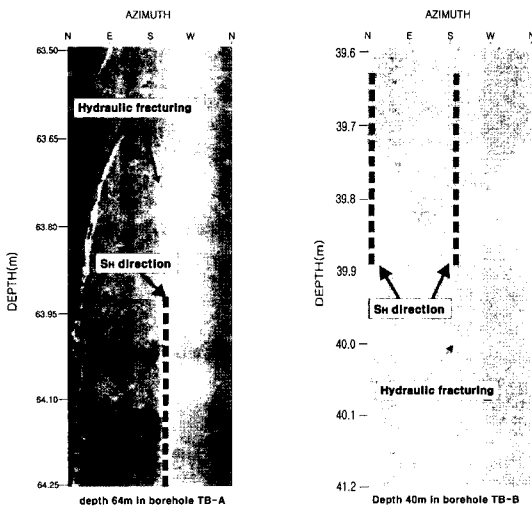 AZIMUTH
N E S W N
63.50
63.65
63.80
63.95
64.10
64.25
DEPTH(m)
Hydraulic fracturing
SH direction
depth 64m in borehole TB-A
AZIMUTH
N E S W N
39.6
39.7
39.8
39.9
40.0
40.1
41.2
DEPTH(m)
SH direction
Hydraulic fracturing
Depth 40m in borehole TB-B